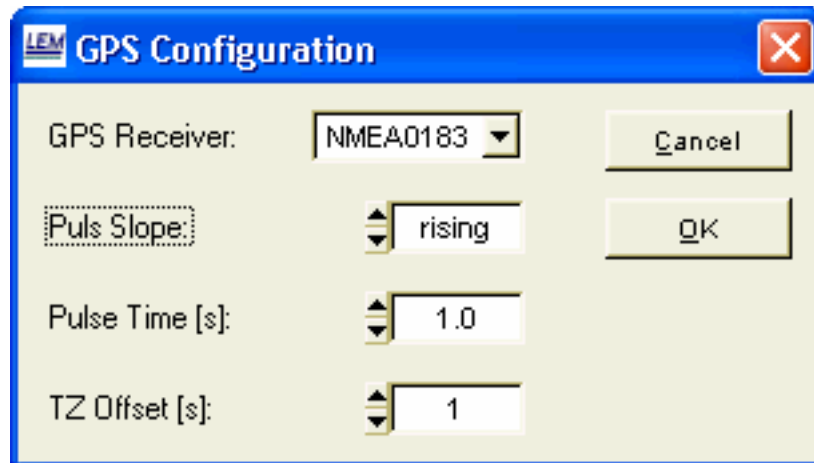 LEM GPS Configuration
GPS Receiver: NMEA0183 Cancel
Puls Slope: rising OK
Pulse Time [s]: 1.0
TZ Offset [s]: 1